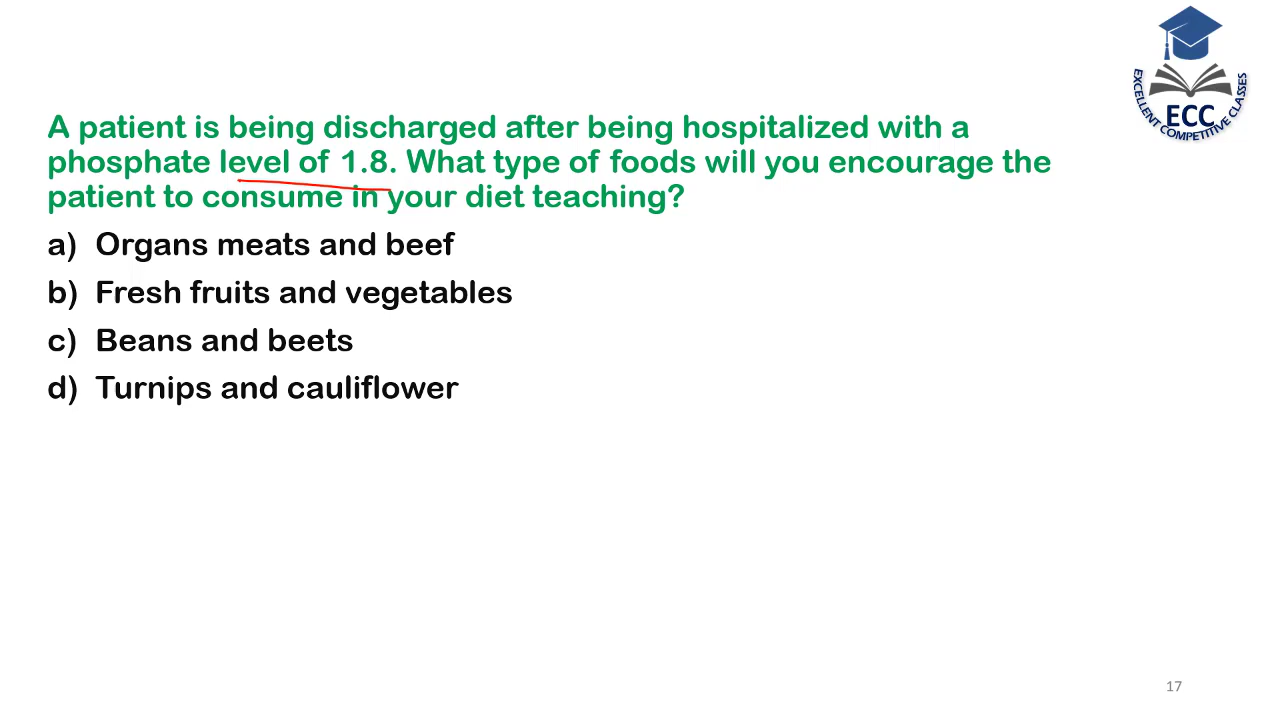 EXCELLENT COMPETITIVE CLASSES
ECC
A patient is being discharged after being hospitalized with a
phosphate level of 1.8. What type of foods will you encourage the
patient to consume in your diet teaching?
a) Organs meats and beef
b) Fresh fruits and vegetables
c) Beans and beets
d) Turnips and cauliflower
17